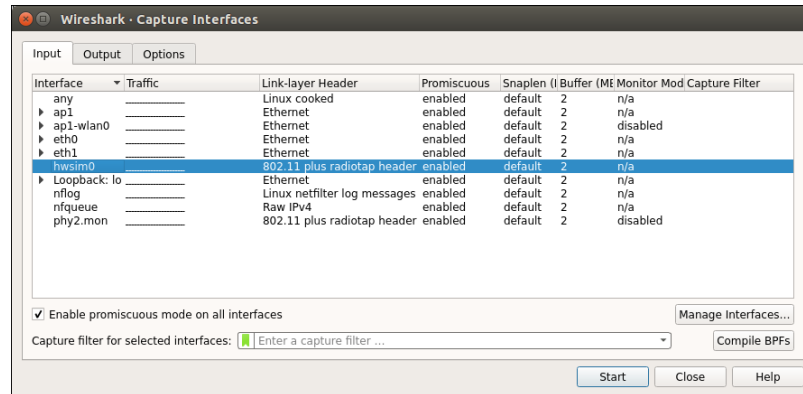 Wireshark · Capture Interfaces
Input Output Options
Interface Traffic Link-layer Header Promiscuous Snaplen (I Buffer (ME Monitor Mod Capture Filter
any Linux cooked enabled default 2 n/a
ap1 Ethernet enabled default 2 n/a
ap1-wlan0 Ethernet enabled default 2 disabled
eth0 Ethernet enabled default 2 n/a
eth1 Ethernet enabled default 2 n/a
hwsim0 802.11 plus radiotap header enabled default 2 n/a
Loopback: lo Ethernet enabled default 2 n/a
nflog Linux netfilter log messages enabled default 2 n/a
nfqueue Raw IPv4 enabled default 2 n/a
phy2.mon 802.11 plus radiotap header enabled default 2 disabled
Enable promiscuous mode on all interfaces Manage Interfaces...
Capture filter for selected interfaces: Enter a capture filter ... Compile BPFs
Start Close Help